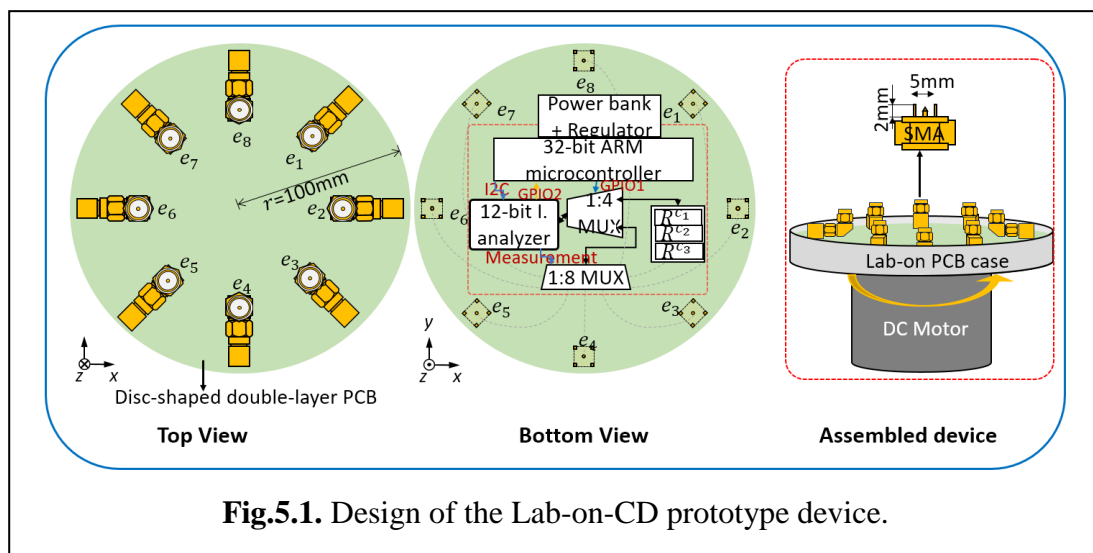 e₈
e₁
e₇
r=100mm
e₆
e₂
e₅
e₃
e₄
z
x
Disc-shaped double-layer PCB
Top View
e₈
e₇
e₁
Power bank
+ Regulator
32-bit ARM
microcontroller
I2C
GPIO2
GPIO1
12-bit I.
analyzer
1:4
MUX
R^c₁
R^c₂
R^c₃
e₆
e₂
Measurement
1:8 MUX
e₅
e₃
e₄
y
z
x
Bottom View
5mm
2mm
SMA
Lab-on PCB case
DC Motor
Assembled device
Fig.5.1. Design of the Lab-on-CD prototype device.